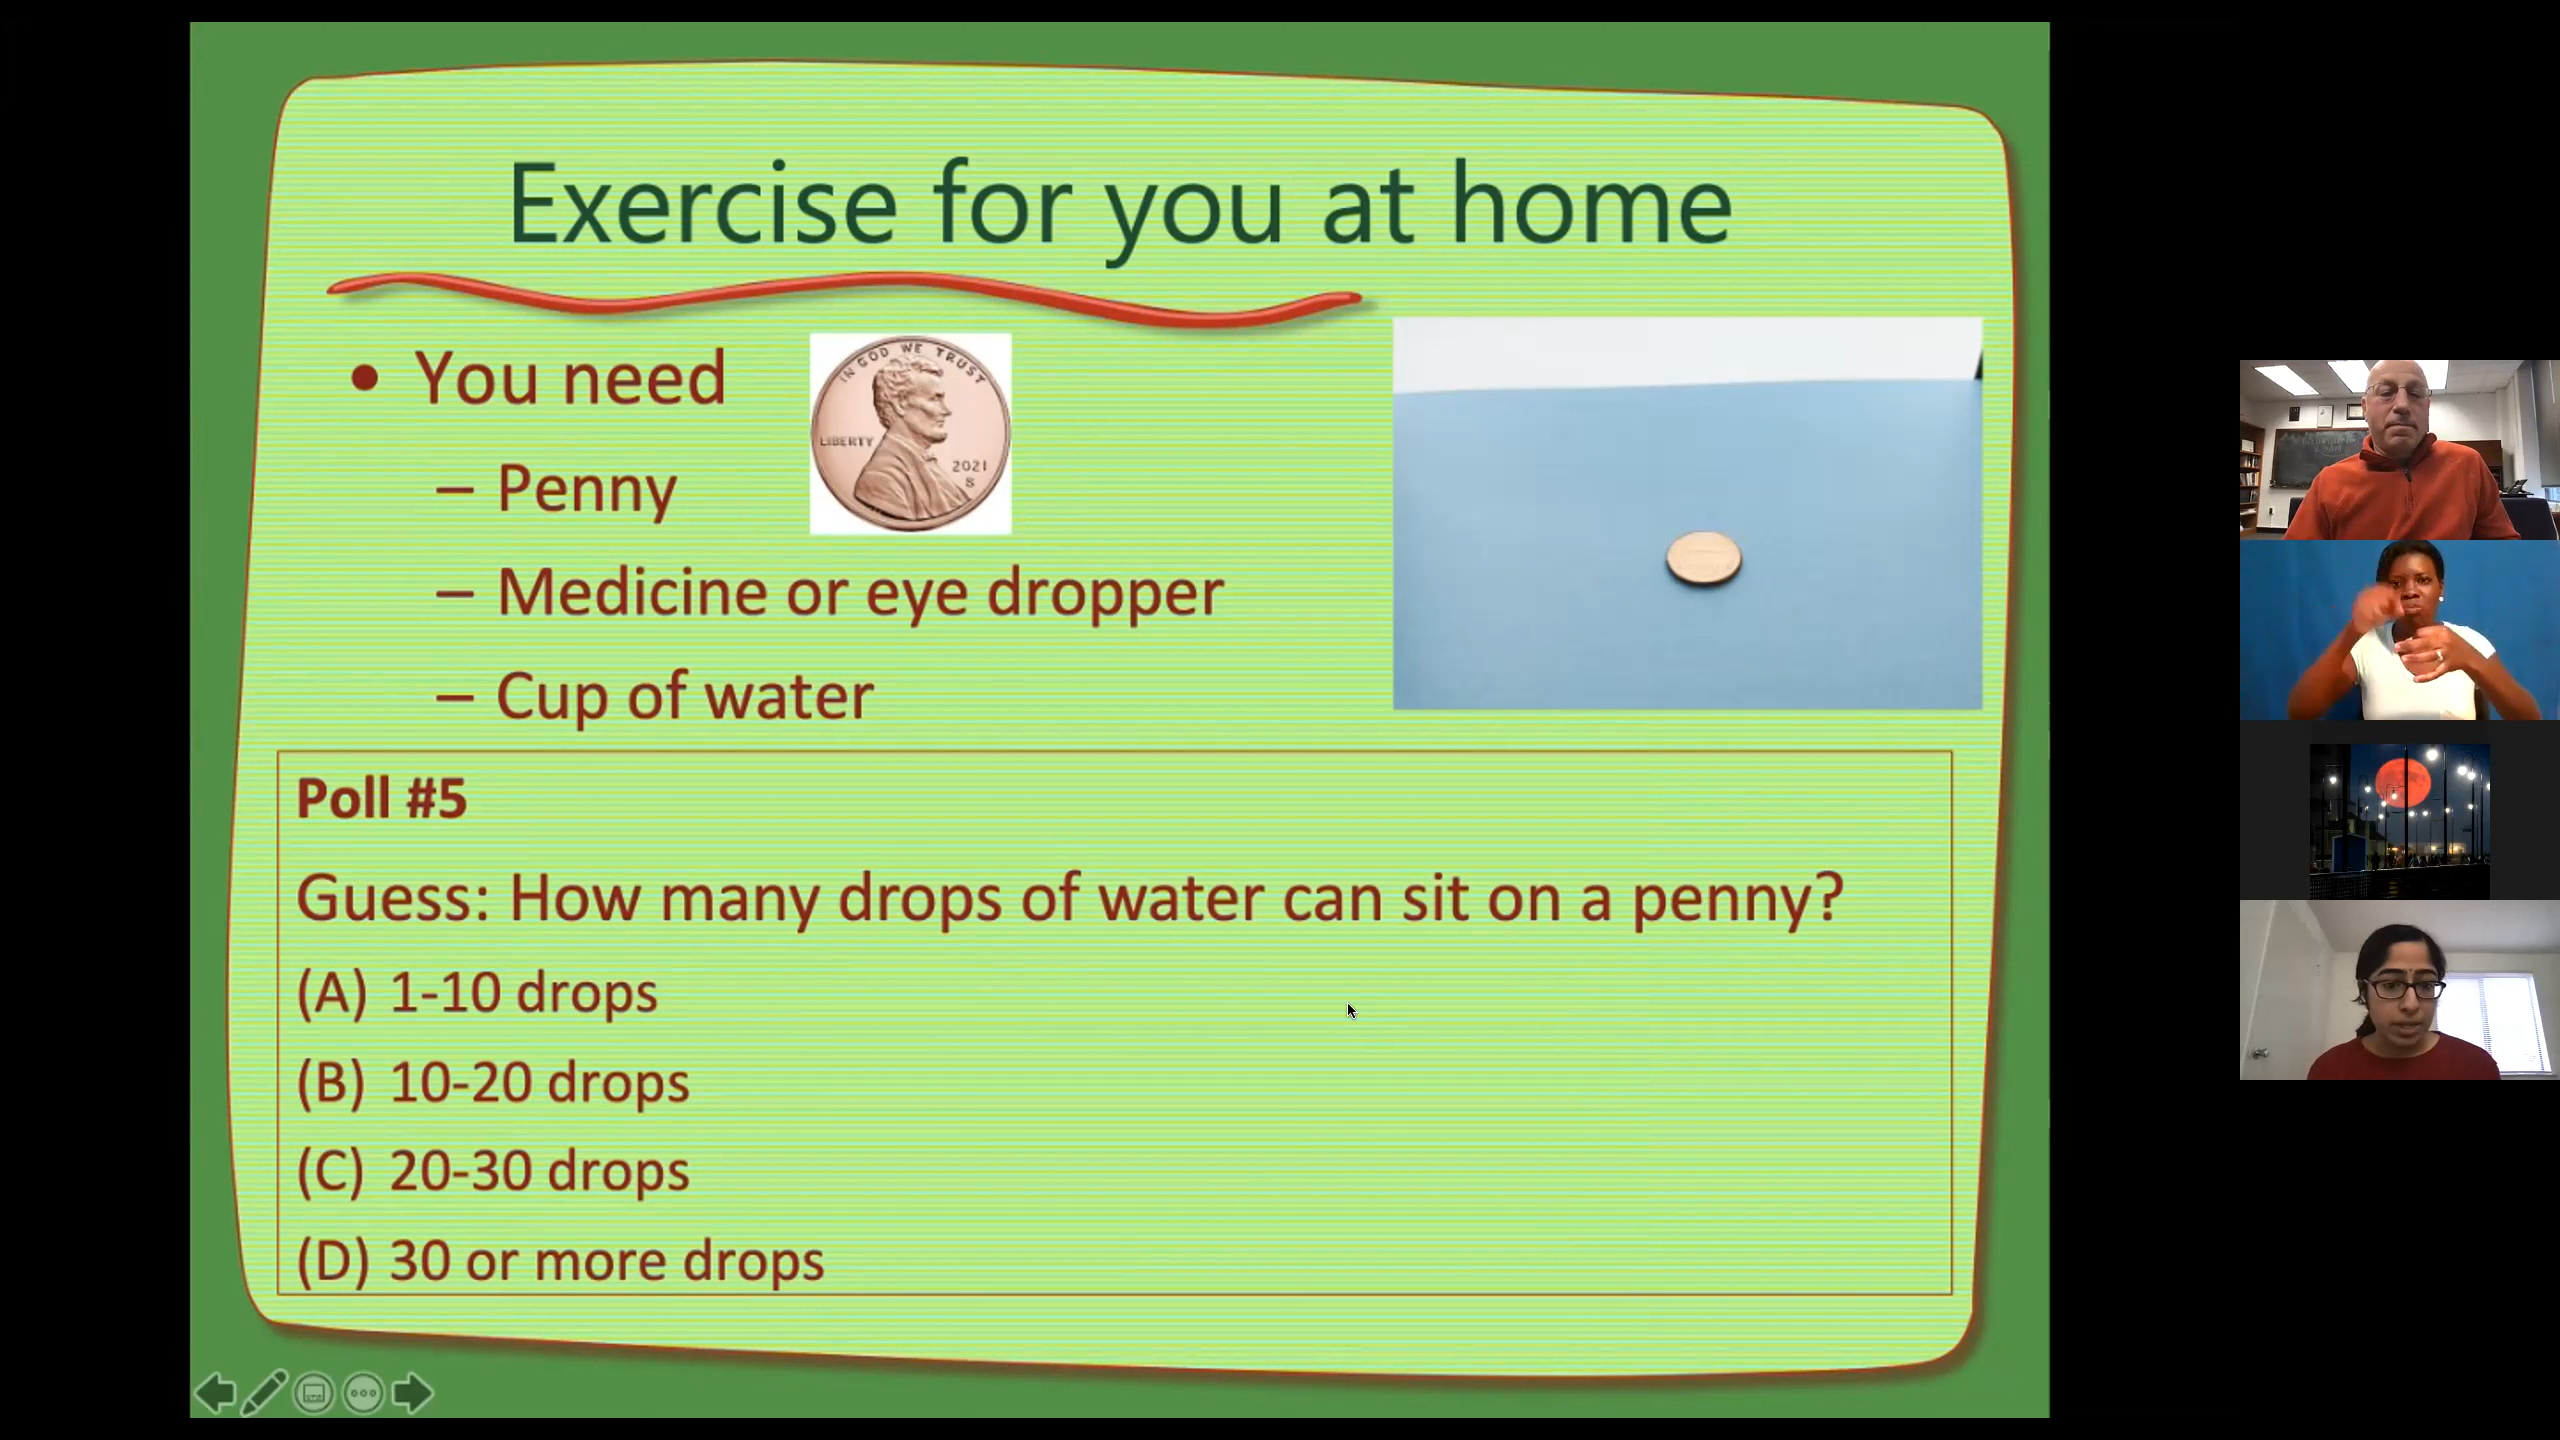 Exercise for you at home
• You need
– Penny
– Medicine or eye dropper
– Cup of water
IN GOD WE TRUST
LIBERTY
2021
S
Poll #5
Guess: How many drops of water can sit on a penny?
(A) 1-10 drops
(B) 10-20 drops
(C) 20-30 drops
(D) 30 or more drops